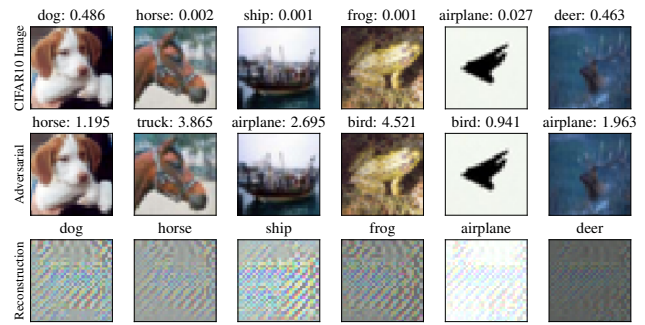 dog: 0.486 horse: 0.002 ship: 0.001 frog: 0.001 airplane: 0.027 deer: 0.463
CIFAR10 Image
horse: 1.195 truck: 3.865 airplane: 2.695 bird: 4.521 bird: 0.941 airplane: 1.963
Adversarial
dog horse ship frog airplane deer
Reconstruction